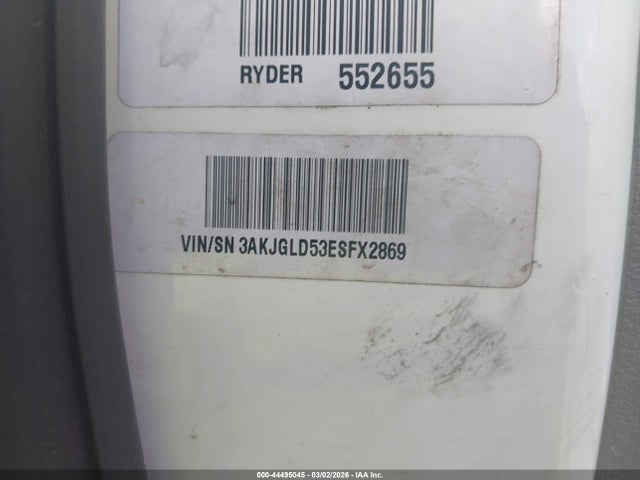 RYDER 552655
VIN/SN 3AKJGLD53ESFX2869
000-44495045 - 03/02/2026 - IAA Inc.